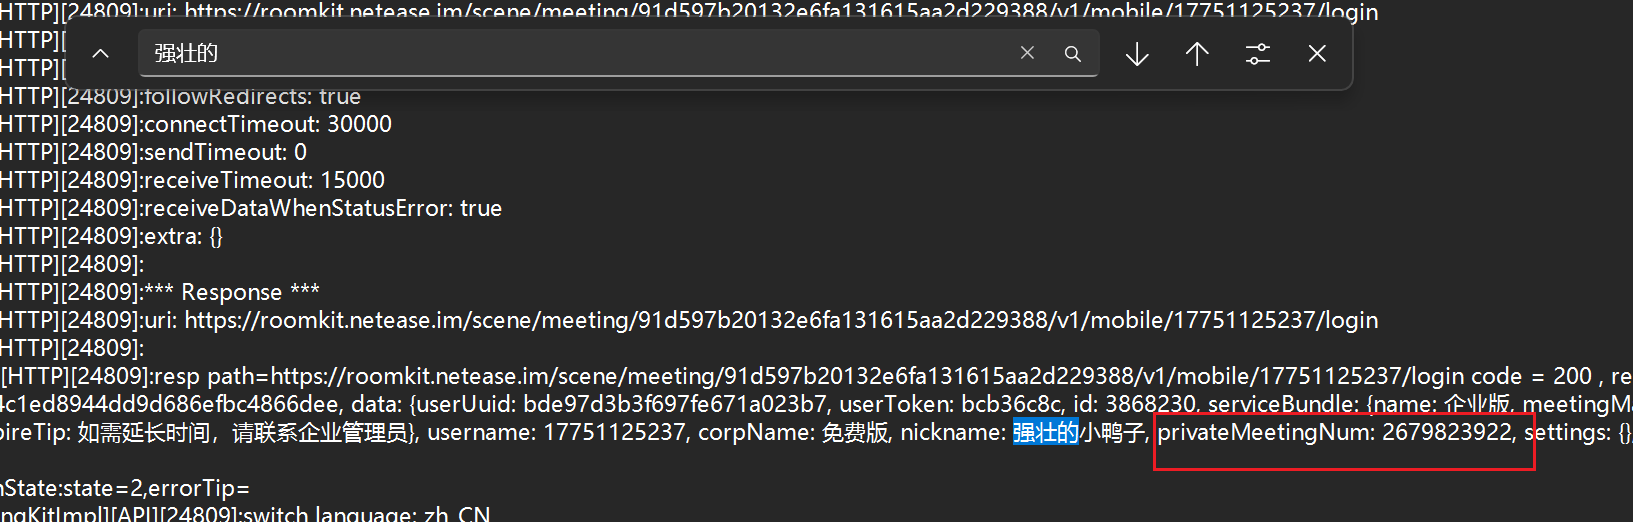 [HTTP][24809]:uri: https://roomkit.netease.im/scene/meeting/91d597b20132e6fa131615aa2d229388/v1/mobile/17751125237/login
[HTTP][
强壮的
[HTTP][
[HTTP][24809]:followRedirects: true
[HTTP][24809]:connectTimeout: 30000
[HTTP][24809]:sendTimeout: 0
[HTTP][24809]:receiveTimeout: 15000
[HTTP][24809]:receiveDataWhenStatusError: true
[HTTP][24809]:extra: {}
[HTTP][24809]:
[HTTP][24809]:*** Response ***
[HTTP][24809]:uri: https://roomkit.netease.im/scene/meeting/91d597b20132e6fa131615aa2d229388/v1/mobile/17751125237/login
[HTTP][24809]:
[HTTP][24809]:resp path=https://roomkit.netease.im/scene/meeting/91d597b20132e6fa131615aa2d229388/v1/mobile/17751125237/login code = 200 , re
4c1ed8944dd9d686efbc4866dee, data: {userUuid: bde97d3b3f697fe671a023b7, userToken: bcb36c8c, id: 3868230, serviceBundle: {name: 企业版, meetingMa
pireTip: 如需延长时间，请联系企业管理员}, username: 17751125237, corpName: 免费版, nickname: 强壮的小鸭子, privateMeetingNum: 2679823922, settings: {}
nState:state=2,errorTip=
ngKitImpl][API][24809]:switch language: zh_CN